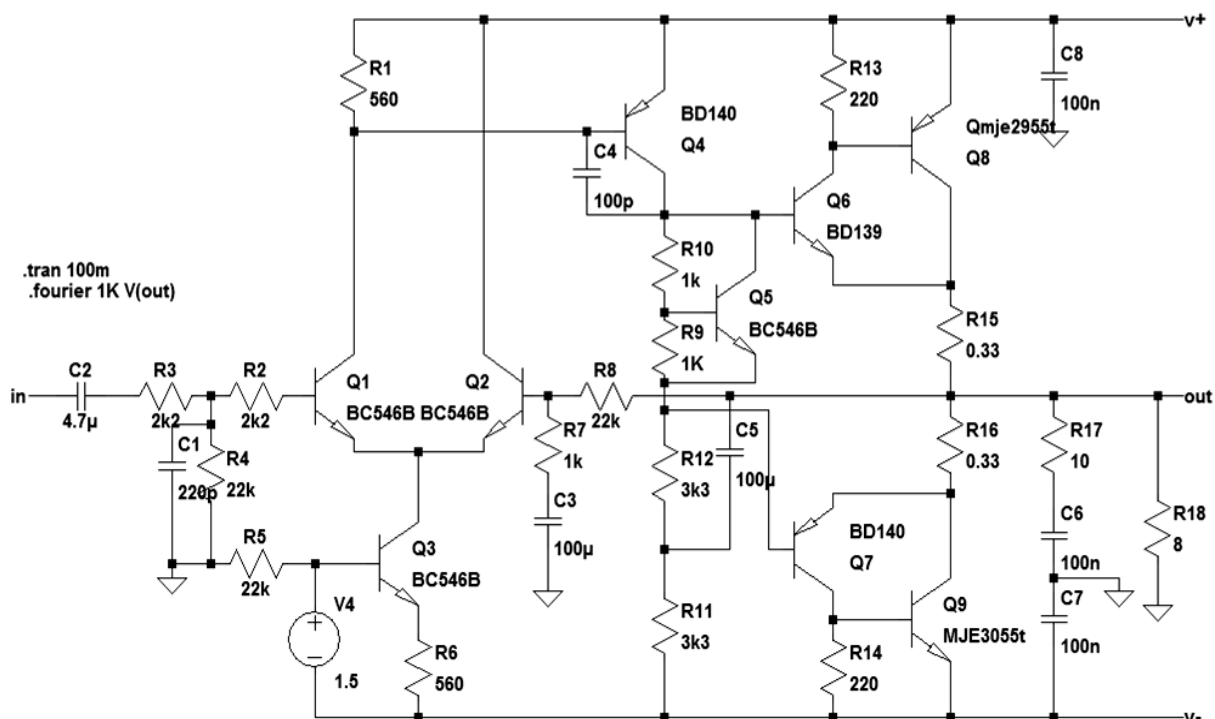 v+
R1
560
R13
220
C8
100n
BD140
Q4
Qmje2955t
Q8
C4
100p
Q6
BD139
R10
1k
.tran 100m
.fourier 1K V(out)
Q5
BC546B
R9
1K
R15
0.33
in
C2
4.7µ
R3
2k2
R2
2k2
Q1
BC546B
Q2
BC546B
R8
22k
out
C1
220p
R4
22k
R7
1k
C3
100µ
R12
3k3
C5
100µ
R16
0.33
R17
10
C6
100n
R18
8
R5
22k
Q3
BC546B
BD140
Q7
C7
100n
V4
1.5
R6
560
R11
3k3
R14
220
Q9
MJE3055t
V-